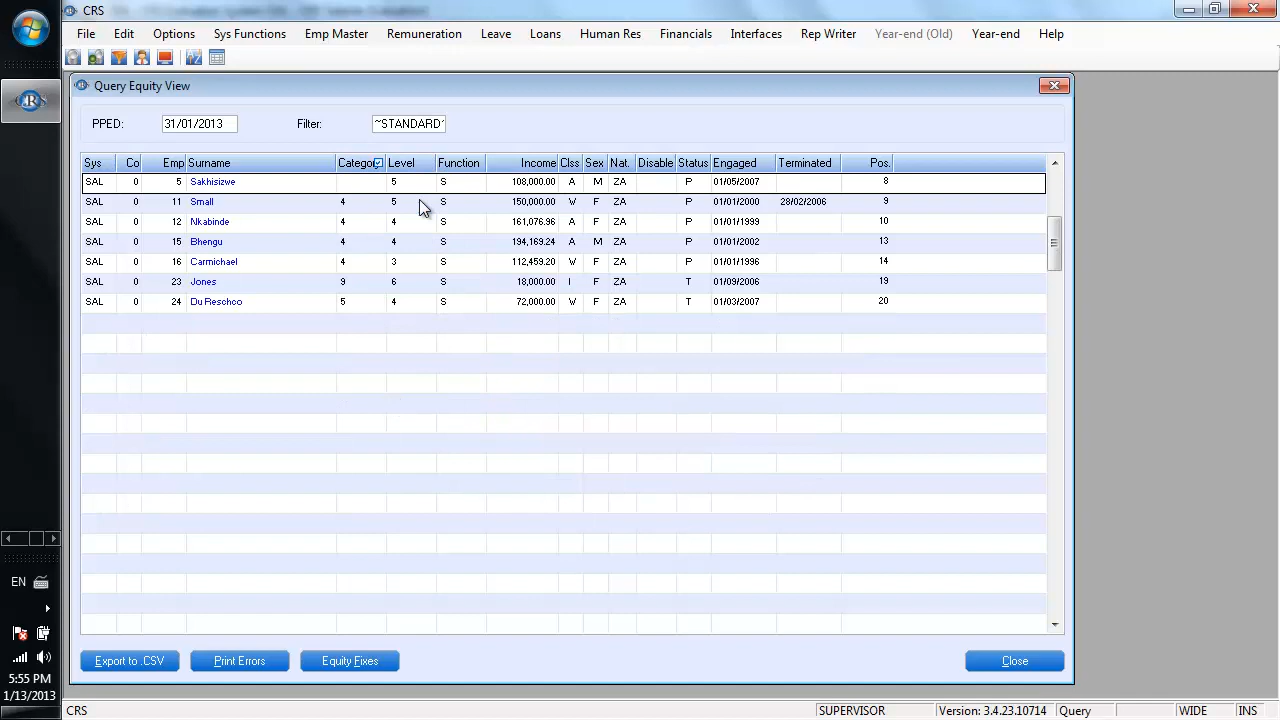 CRS
File Edit Options Sys Functions Emp Master Remuneration Leave Loans Human Res Financials Interfaces Rep Writer Year-end (Old) Year-end Help
CRS
Query Equity View
PPED: 31/01/2013 Filter: ~STANDARD~
Sys Co Emp Surname Category Level Function Income Clss Sex Nat. Disable Status Engaged Terminated Pos.
SAL 0 5 Sakhisizwe 5 S 108,000.00 A M ZA P 01/05/2007 8
SAL 0 11 Small 4 5 S 150,000.00 W F ZA P 01/01/2000 28/02/2006 9
SAL 0 12 Nkabinde 4 4 S 161,076.96 A F ZA P 01/01/1999 10
SAL 0 15 Bhengu 4 4 S 194,169.24 A M ZA P 01/01/2002 13
SAL 0 16 Carmichael 4 3 S 112,459.20 W F ZA P 01/01/1996 14
SAL 0 23 Jones 9 6 S 18,000.00 I F ZA T 01/09/2006 19
SAL 0 24 Du Reschco 5 4 S 72,000.00 W F ZA T 01/03/2007 20
Export to .CSV Print Errors Equity Fixes Close
EN
5:55 PM
1/13/2013
CRS SUPERVISOR Version: 3.4.23.10714 Query WIDE INS